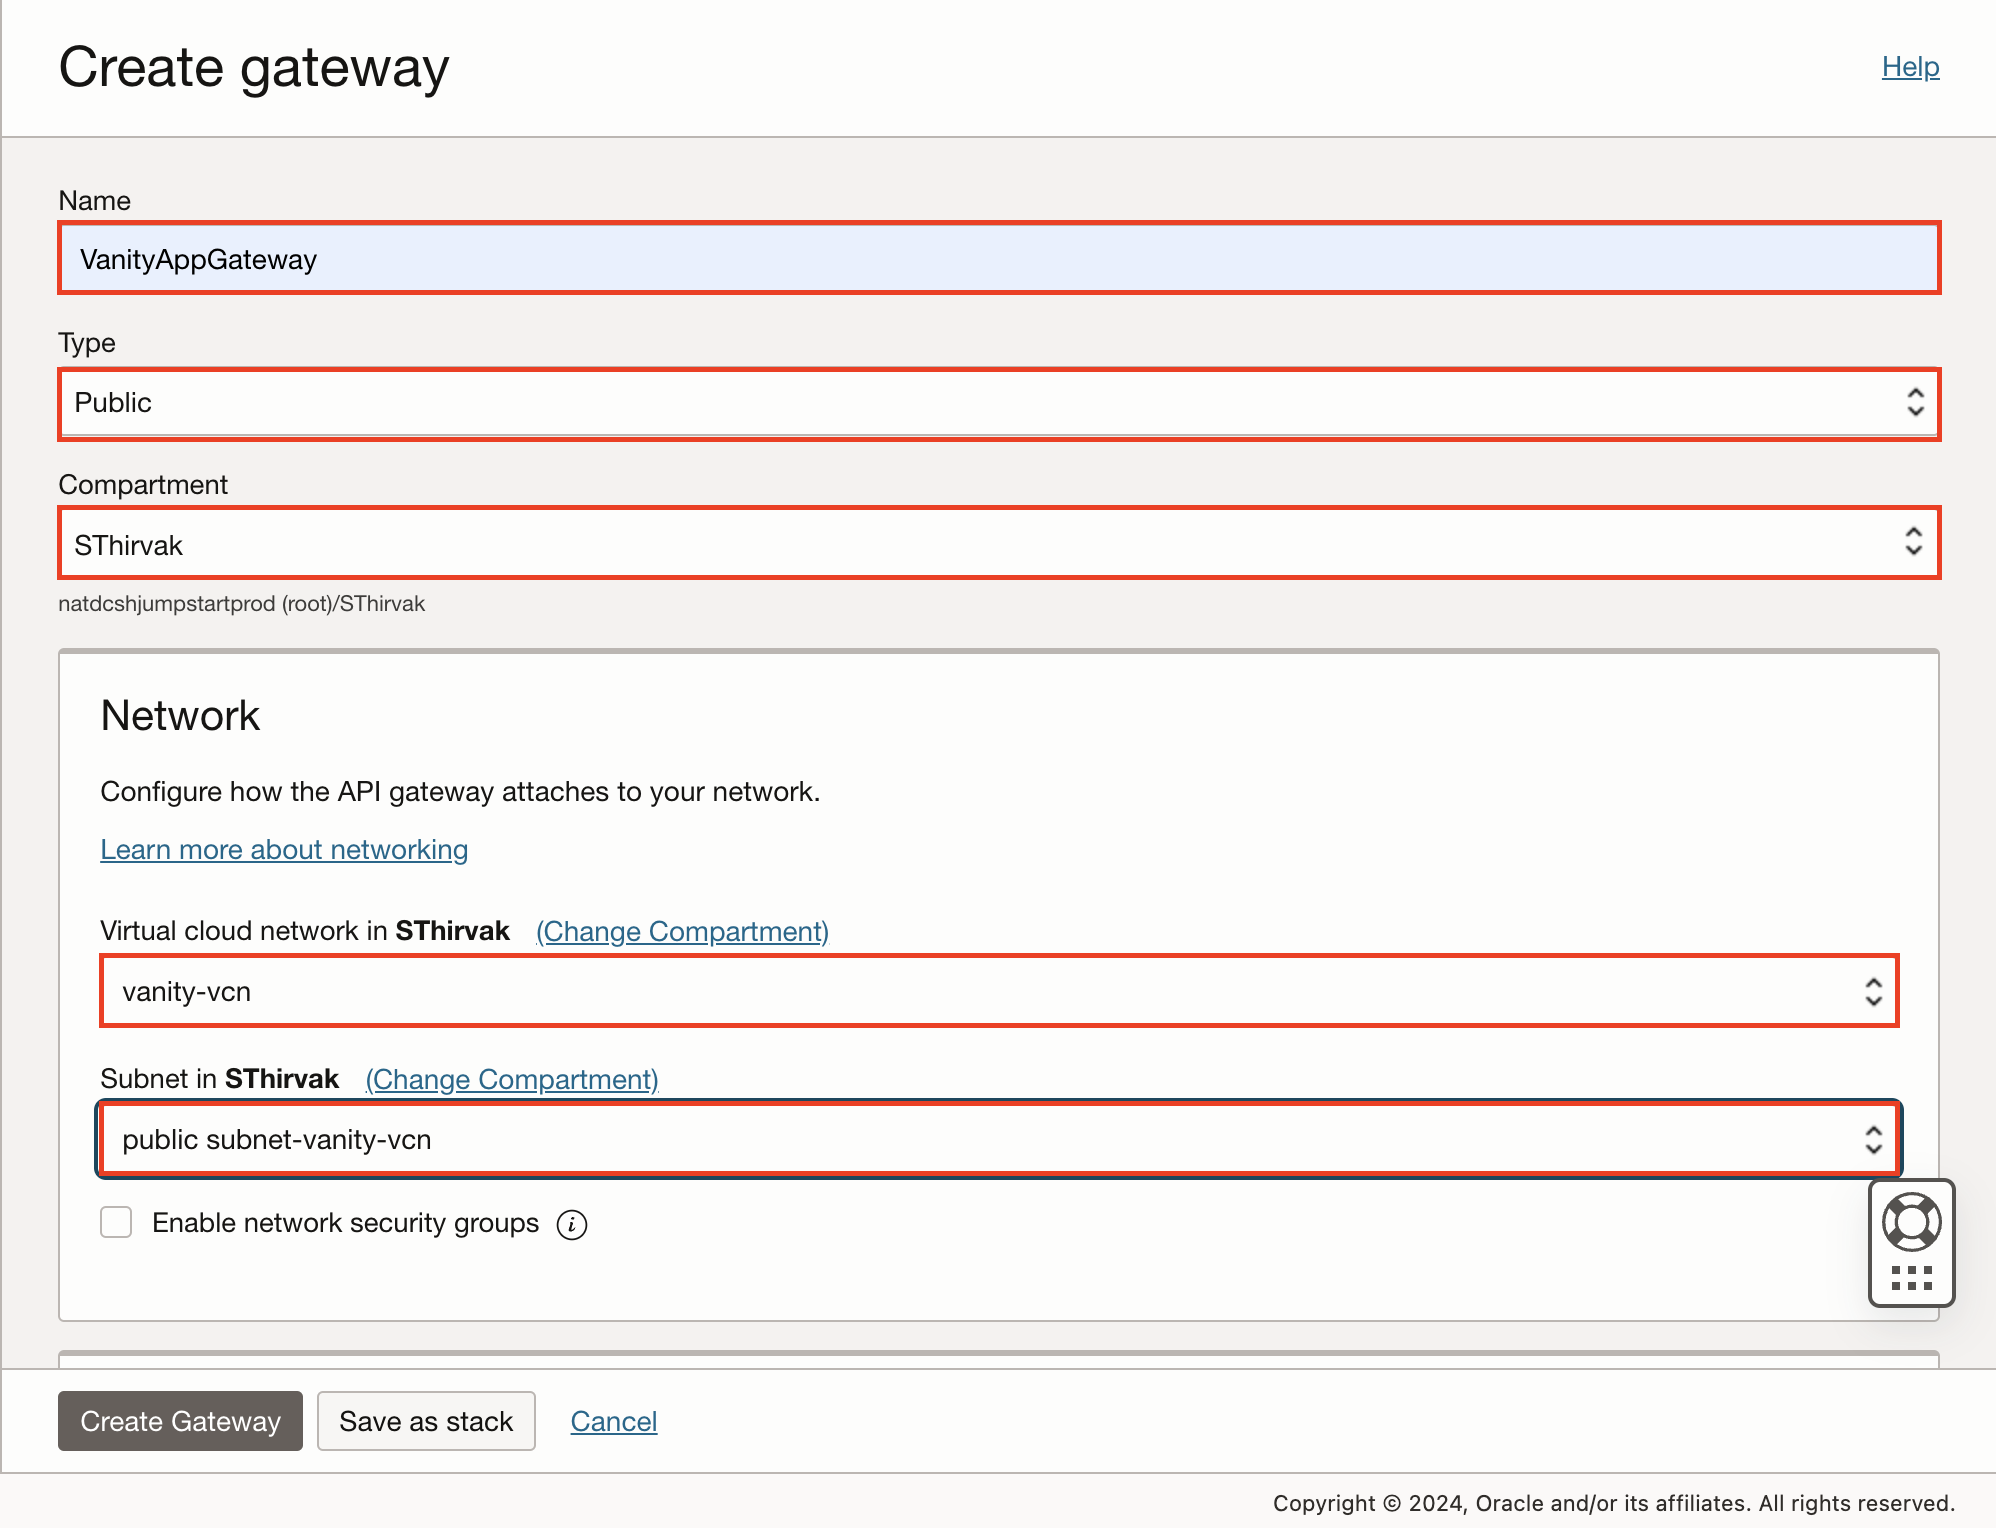 Create gateway
Help
Name
VanityAppGateway
Type
Public
Compartment
SThirvak
natdcshjumpstartprod (root)/SThirvak
Network
Configure how the API gateway attaches to your network.
Learn more about networking
Virtual cloud network in SThirvak (Change Compartment)
vanity-vcn
Subnet in SThirvak (Change Compartment)
public subnet-vanity-vcn
Enable network security groups i
Create Gateway Save as stack Cancel
Copyright © 2024, Oracle and/or its affiliates. All rights reserved.